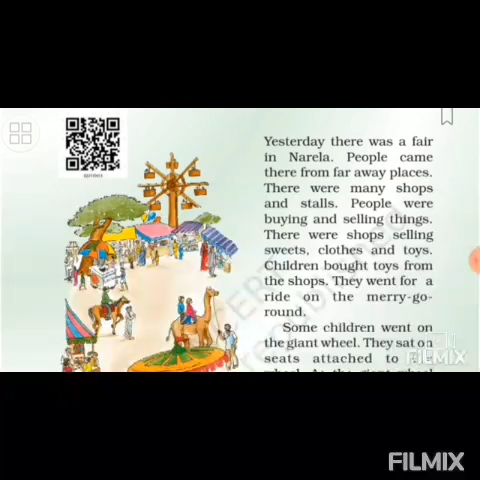 Yesterday there was a fair
in Narela. People came
there from far away places.
There were many shops
and stalls. People were
buying and selling things.
There were shops selling
sweets, clothes and toys.
Children bought toys from
the shops. They went for a
ride on the merry-go-
round.
Some children went on
the giant wheel. They sat on
seats attached to
FILMIX
FILMIX